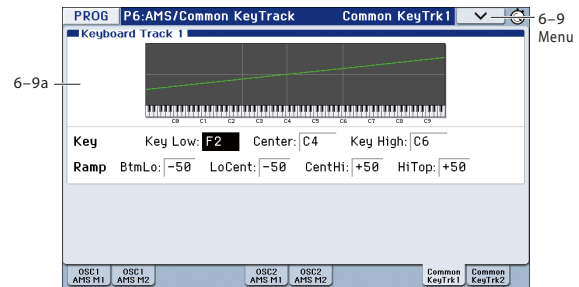 PROG P6:AMS/Common KeyTrack Common KeyTrk1
6–9
Menu
Keyboard Track 1
6–9a
C0 C1 C2 C3 C4 C5 C6 C7 C8 C9
Key Key Low: F2 Center: C4 Key High: C6
Ramp BtmLo: -50 LoCent: -50 CentHi: +50 HiTop: +50
OSC1 AMS M1 OSC1 AMS M2 OSC2 AMS M1 OSC2 AMS M2 Common KeyTrk1 Common KeyTrk2